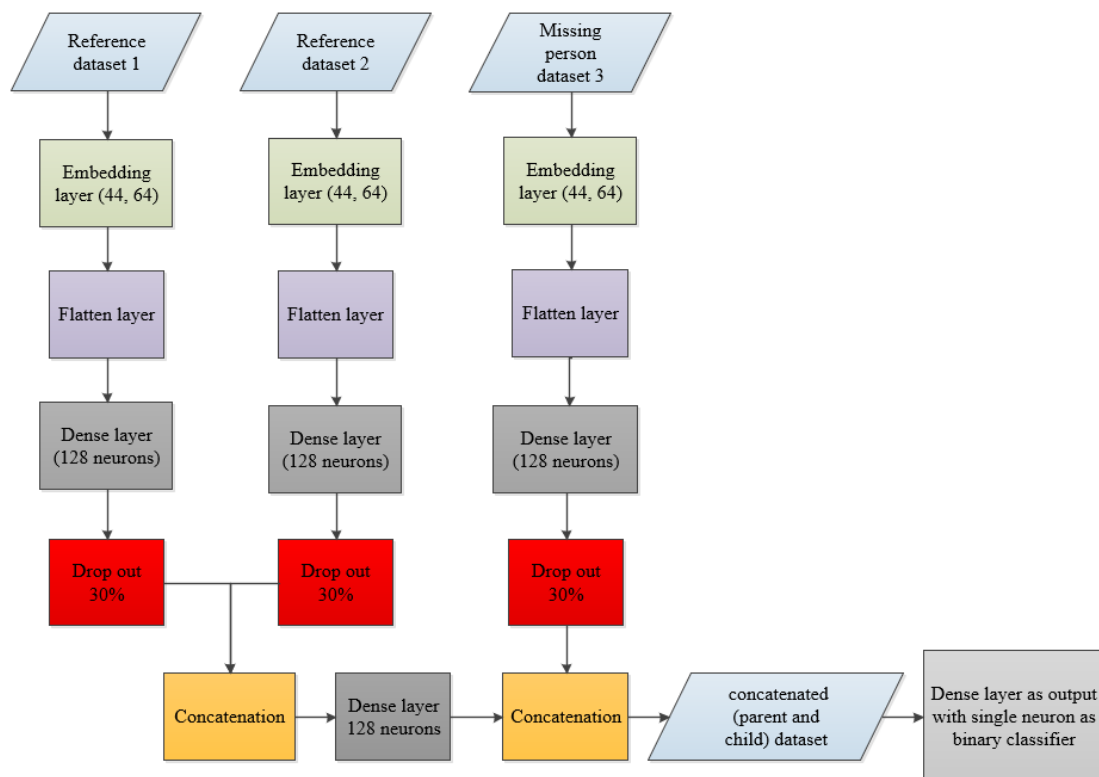 Reference
dataset 1
Reference
dataset 2
Missing
person
dataset 3
Embedding
layer (44, 64)
Embedding
layer (44, 64)
Embedding
layer (44, 64)
Flatten layer
Flatten layer
Flatten layer
Dense layer
(128 neurons)
Dense layer
(128 neurons)
Dense layer
(128 neurons)
Drop out
30%
Drop out
30%
Drop out
30%
Concatenation
Dense layer
128 neurons
Concatenation
concatenated
(parent and
child) dataset
Dense layer as output
with single neuron as
binary classifier